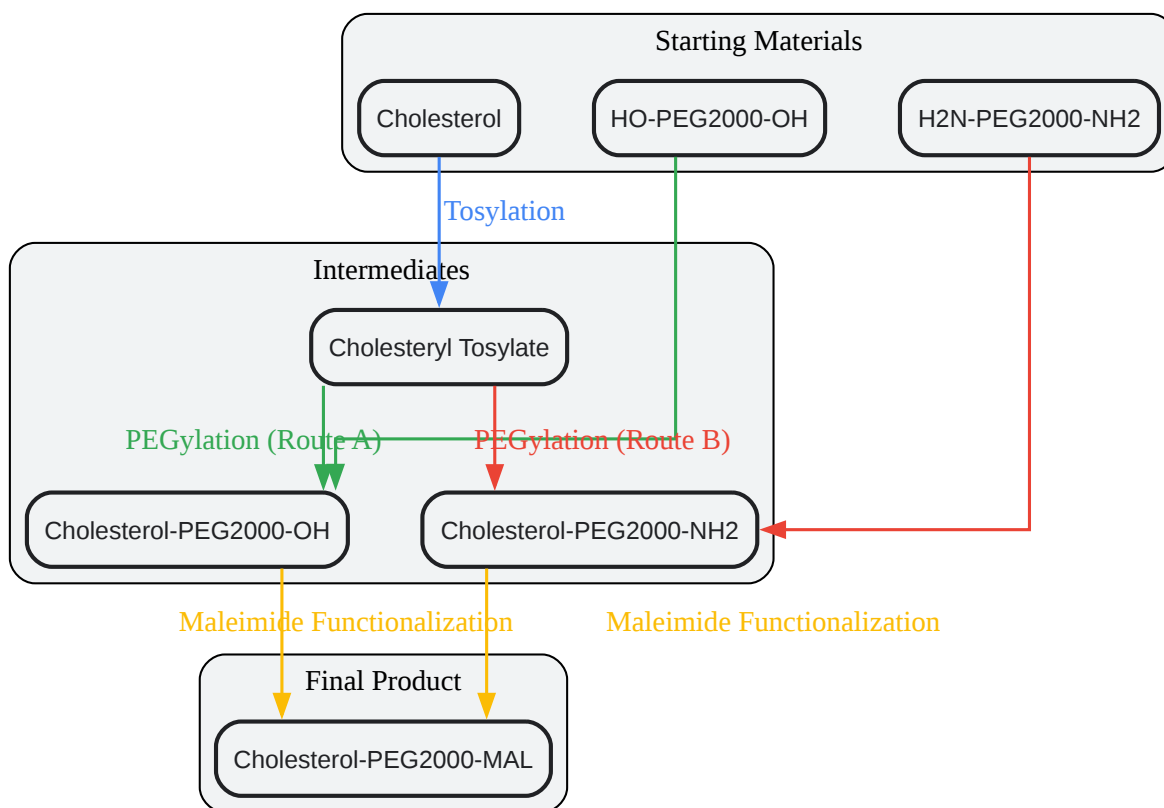 Starting Materials
Cholesterol
HO-PEG2000-OH
H2N-PEG2000-NH2
Tosylation
Intermediates
Cholesteryl Tosylate
PEGylation (Route A)
PEGylation (Route B)
Cholesterol-PEG2000-OH
Cholesterol-PEG2000-NH2
Maleimide Functionalization
Maleimide Functionalization
Final Product
Cholesterol-PEG2000-MAL